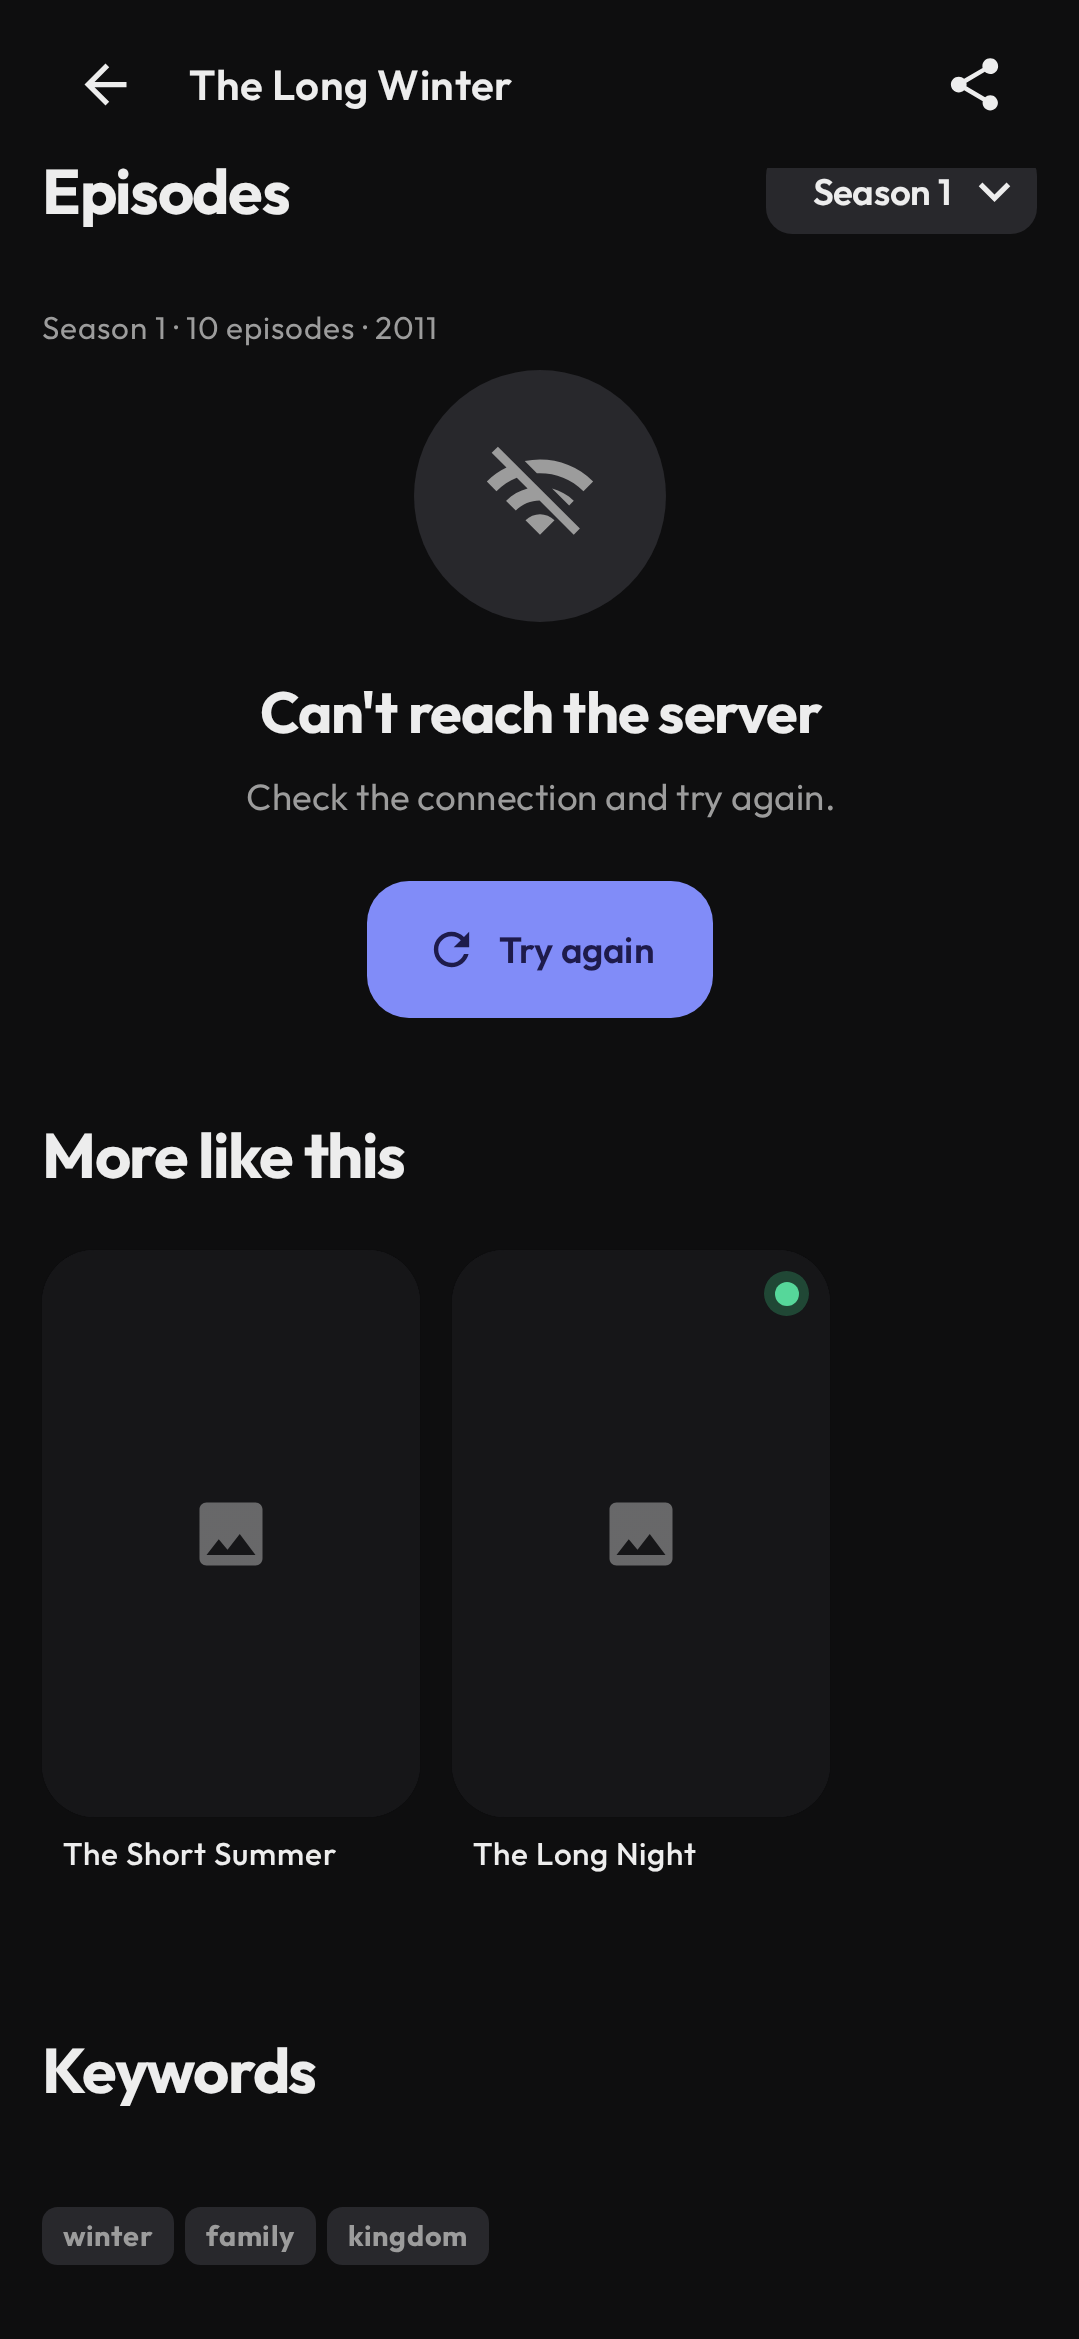 The Long Winter
Episodes
Season 1
Season 1 · 10 episodes · 2011
Can't reach the server
Check the connection and try again.
Try again
More like this
The Short Summer
The Long Night
Keywords
winter
family
kingdom